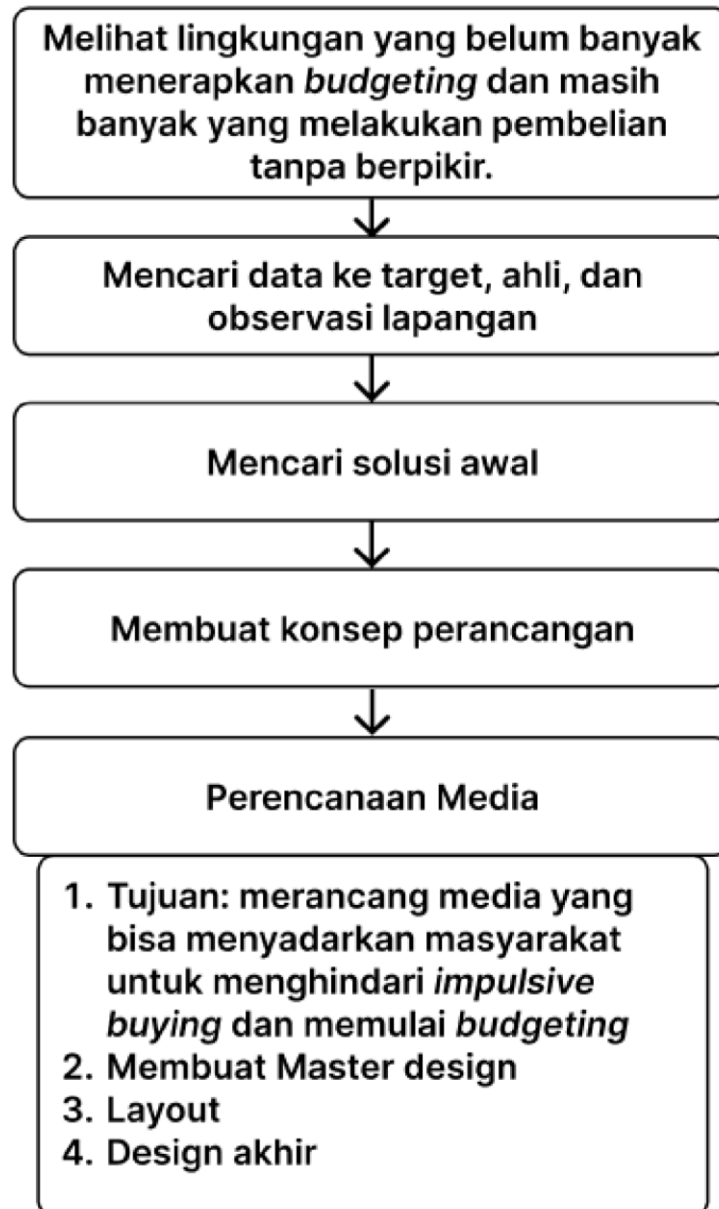 Melihat lingkungan yang belum banyak
menerapkan budgeting dan masih
banyak yang melakukan pembelian
tanpa berpikir.
Mencari data ke target, ahli, dan
observasi lapangan
Mencari solusi awal
Membuat konsep perancangan
Perencanaan Media
1. Tujuan: merancang media yang
bisa menyadarkan masyarakat
untuk menghindari impulsive
buying dan memulai budgeting
2. Membuat Master design
3. Layout
4. Design akhir